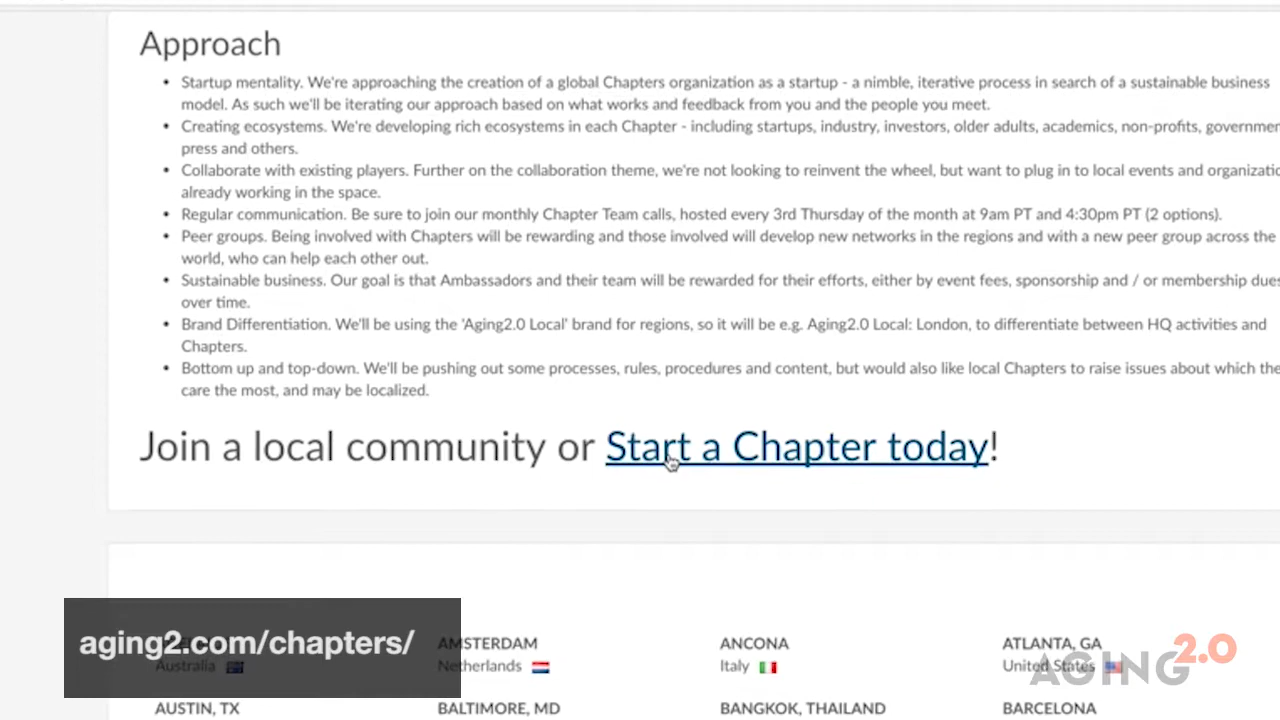 Approach
• Startup mentality. We're approaching the creation of a global Chapters organization as a startup - a nimble, iterative process in search of a sustainable business
model. As such we'll be iterating our approach based on what works and feedback from you and the people you meet.
• Creating ecosystems. We're developing rich ecosystems in each Chapter - including startups, industry, investors, older adults, academics, non-profits, governmen
press and others.
• Collaborate with existing players. Further on the collaboration theme, we're not looking to reinvent the wheel, but want to plug in to local events and organizatio
already working in the space.
• Regular communication. Be sure to join our monthly Chapter Team calls, hosted every 3rd Thursday of the month at 9am PT and 4:30pm PT (2 options).
• Peer groups. Being involved with Chapters will be rewarding and those involved will develop new networks in the regions and with a new peer group across the
world, who can help each other out.
• Sustainable business. Our goal is that Ambassadors and their team will be rewarded for their efforts, either by event fees, sponsorship and / or membership dues
over time.
• Brand Differentiation. We'll be using the 'Aging2.0 Local' brand for regions, so it will be e.g. Aging2.0 Local: London, to differentiate between HQ activities and
Chapters.
• Bottom up and top-down. We'll be pushing out some processes, rules, procedures and content, but would also like local Chapters to raise issues about which the
care the most, and may be localized.
Join a local community or Start a Chapter today!
aging2.com/chapters/
AMSTERDAM
ANCONA
ATLANTA, GA
Australia
Netherlands
Italy
United States
AGING2.0
AUSTIN, TX
BALTIMORE, MD
BANGKOK, THAILAND
BARCELONA